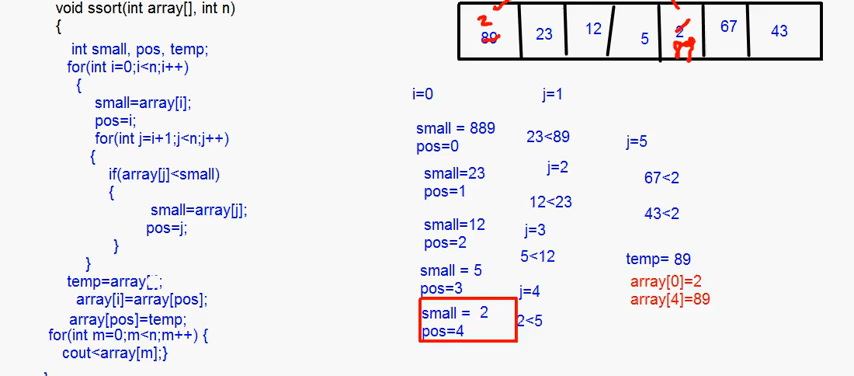 void ssort(int array[], int n)
{
int small, pos, temp;
for(int i=0;i<n;i++)
{
small=array[i];
pos=i;
for(int j=i+1;j<n;j++)
{
if(array[j]<small)
{
small=array[j];
pos=j;
}
}
temp=array[ ];
array[i]=array[pos];
array[pos]=temp;
for(int m=0;m<n;m++) {
cout<array[m];}
2
89 23 12 5 2 67 43
i=0 j=1
small = 889
pos=0
23<89
small=23
pos=1
j=2
12<23
small=12
pos=2
j=3
5<12
small = 5
pos=3
j=4
small = 2
pos=4
2<5
j=5
67<2
43<2
temp= 89
array[0]=2
array[4]=89